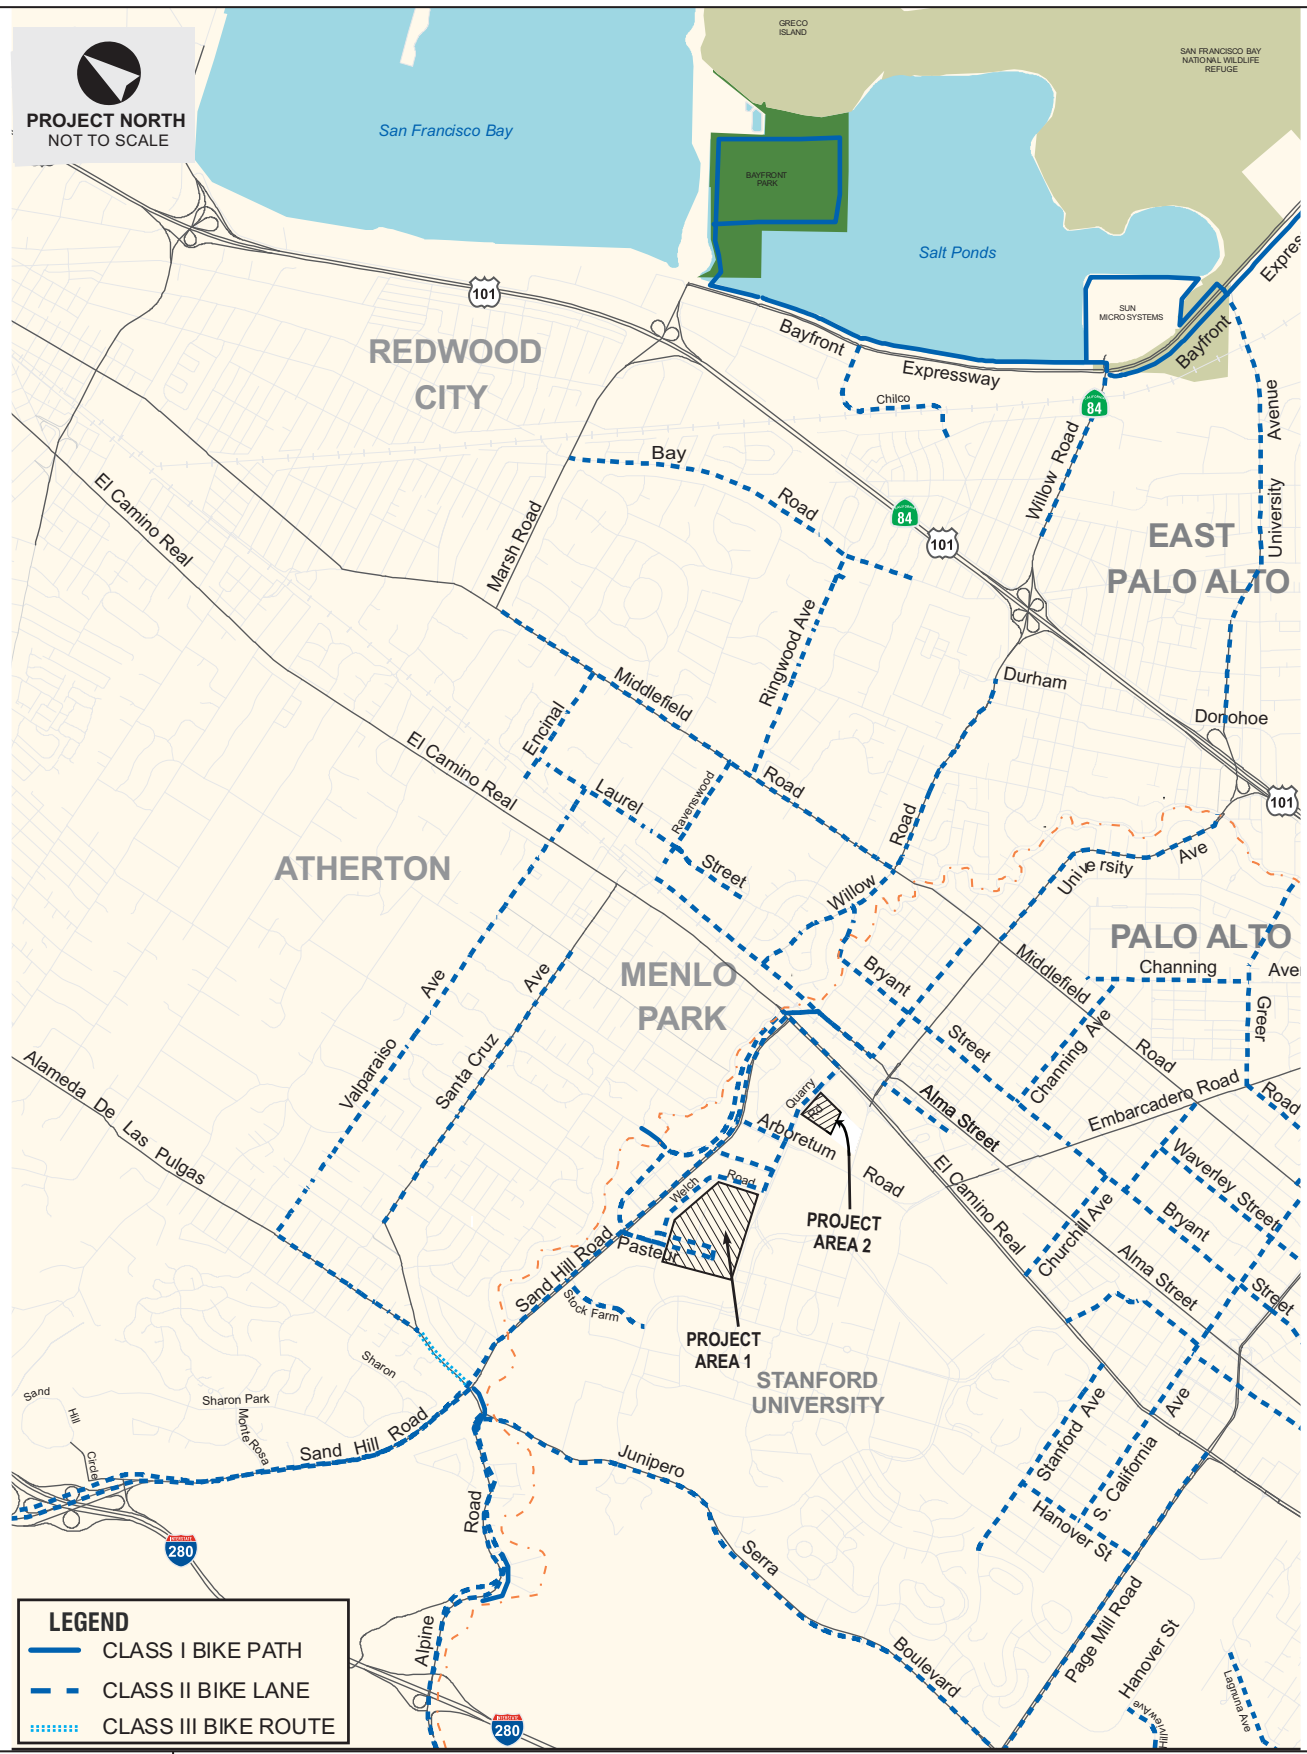 GRECO
ISLAND
SAN FRANCISCO BAY
NATIONAL WILDLIFE
REFUGE
PROJECT NORTH
NOT TO SCALE
San Francisco Bay
BAYFRONT
PARK
Salt Ponds
Expres
SUN
MICRO SYSTEMS
101
Bayfront
Bayfront
Expressway
REDWOOD
CITY
Chilco
84
Avenue
Bay
Willow Road
El Camino Real
Road
84
101
University
Marsh Road
EAST
PALO ALTO
Ringwood Ave
Durham
Middlefield
Encinal
Donohoe
El Camino Real
Road
Laurel
Ravenswood
101
Road
University Ave
ATHERTON
Street
Willow
PALO ALTO
Channing
Ave
MENLO
PARK
Ave
Ave
Bryant
Middlefield
Greer
Channing Ave
Street
Road
Valparaiso
Santa Cruz
Alameda De Las Pulgas
Quarry
Rd
Alma Street
Embarcadero Road
Road
Arboretum
Road
El Camino Real
Waverley Street
Welch
Road
Churchill Ave
Bryant
PROJECT
AREA 2
Pasteur
Sand Hill Road
Alma Street
Street
Stock Farm
PROJECT
AREA 1
Sharon
STANFORD
UNIVERSITY
Sand
Hill
Circle
Sharon Park
Monte
Rosa
Sand Hill Road
Stanford Ave
Ave
S. California
Junipero
Road
Hanover St
INTERSTATE
280
Serra
LEGEND
CLASS I BIKE PATH
CLASS II BIKE LANE
CLASS III BIKE ROUTE
Alpine
Boulevard
Page Mill Road
Hanover St
Lagnuna Ave
HillviewAve
INTERSTATE
280